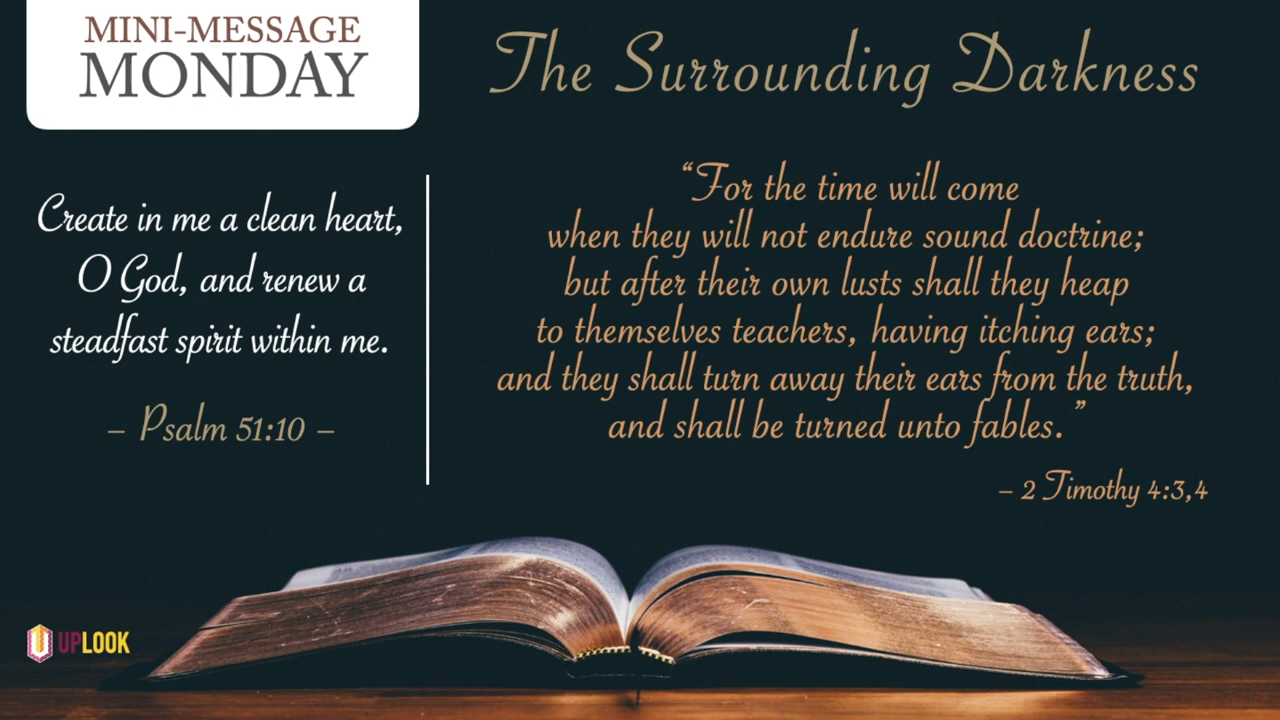 MINI-MESSAGE
MONDAY
The Surrounding Darkness
Create in me a clean heart,
O God, and renew a
steadfast spirit within me.
– Psalm 51:10 –
“For the time will come
when they will not endure sound doctrine;
but after their own lusts shall they heap
to themselves teachers, having itching ears;
and they shall turn away their ears from the truth,
and shall be turned unto fables.”
– 2 Timothy 4:3,4
UPLOOK